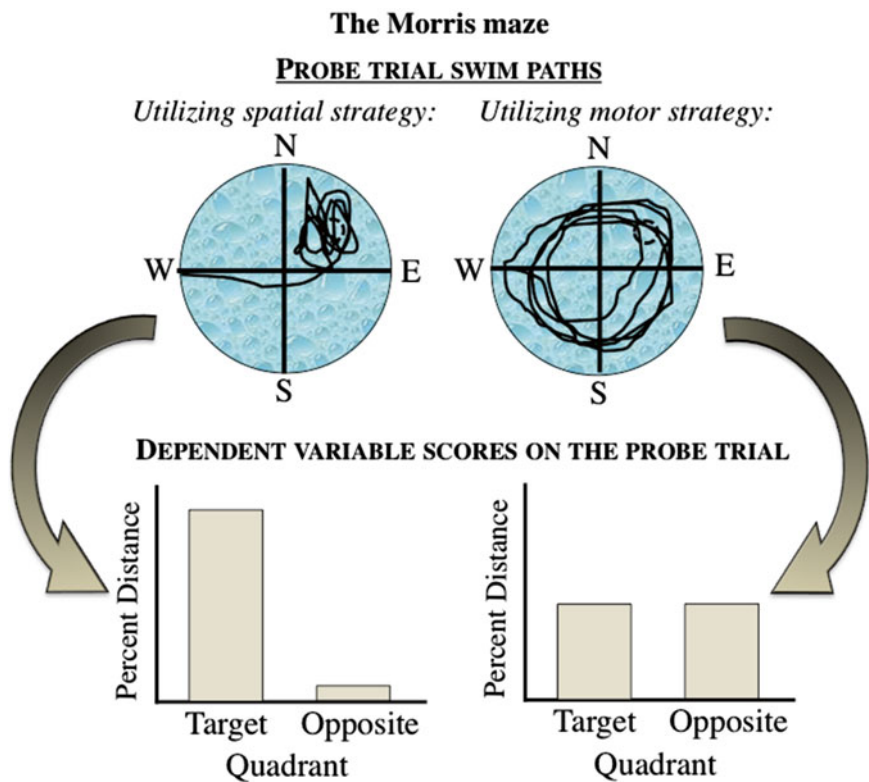 The Morris maze
PROBE TRIAL SWIM PATHS
Utilizing spatial strategy:
Utilizing motor strategy:
N
W
E
S
N
W
E
S
DEPENDENT VARIABLE SCORES ON THE PROBE TRIAL
Percent Distance
Target Opposite
Quadrant
Percent Distance
Target Opposite
Quadrant